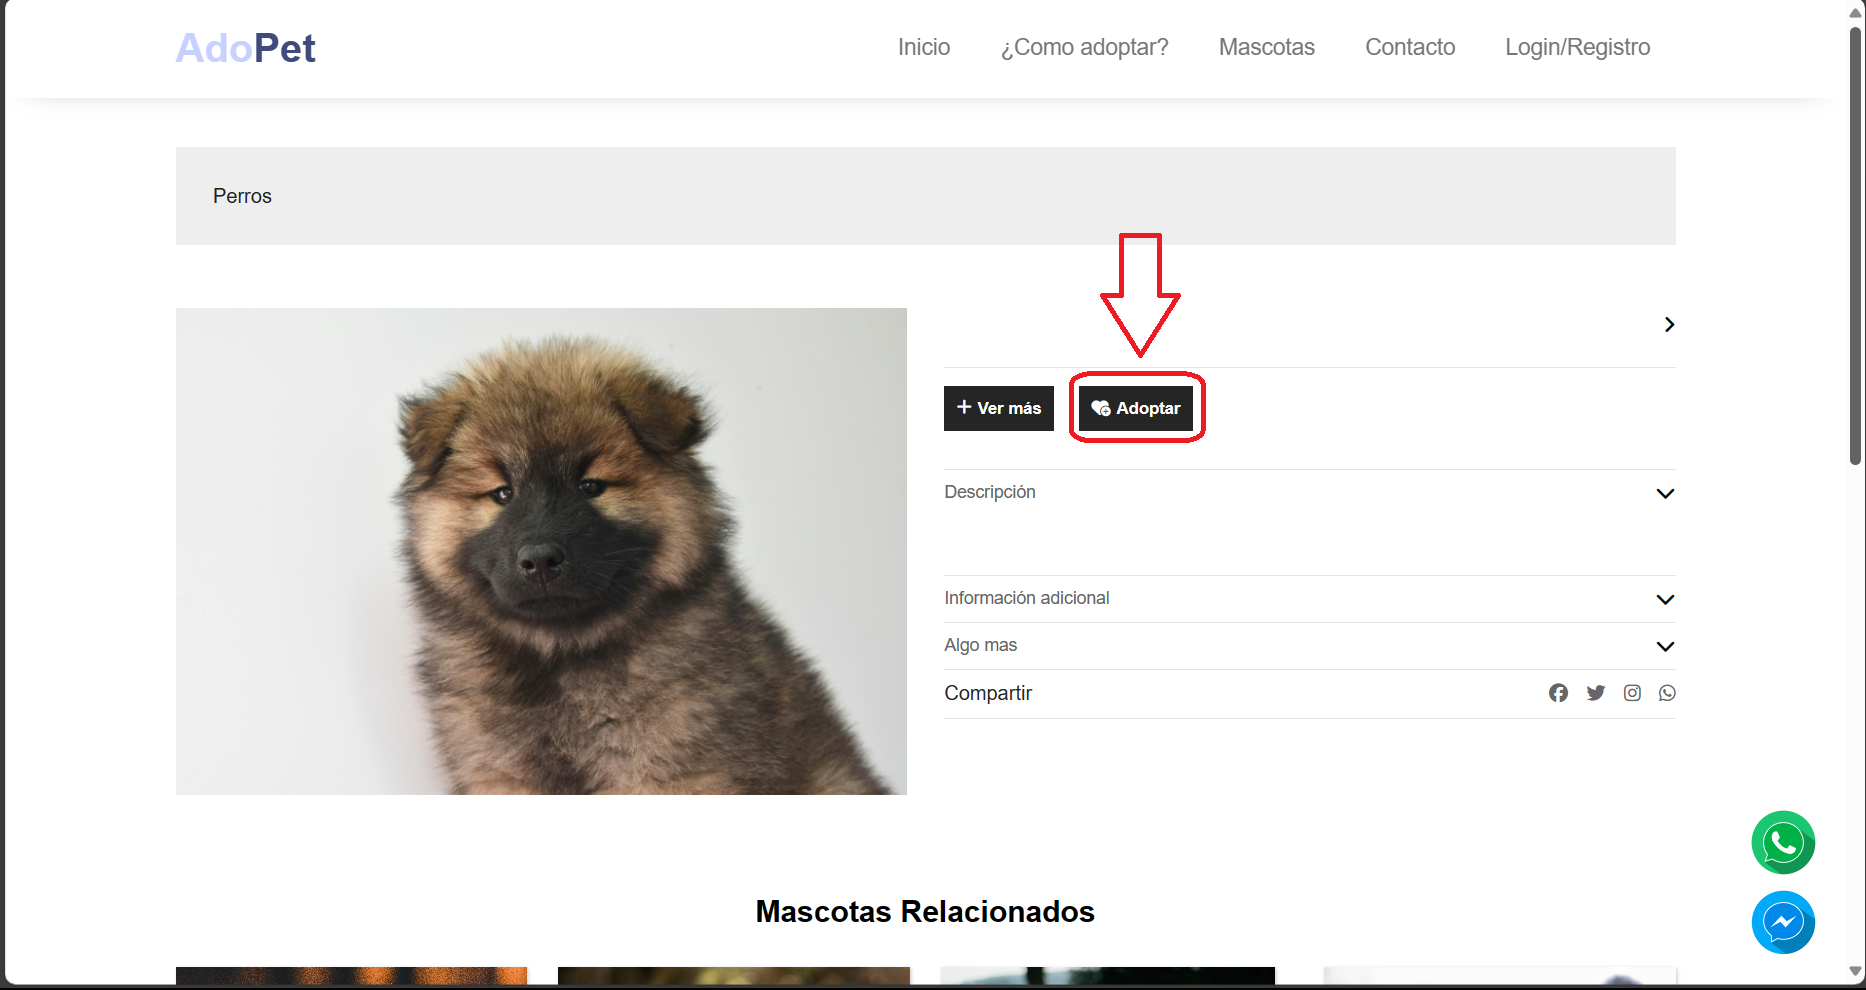 AdoPet
Inicio ¿Como adoptar? Mascotas Contacto Login/Registro
Perros
Ver más Adoptar
Descripción
Información adicional
Algo mas
Compartir
Mascotas Relacionados